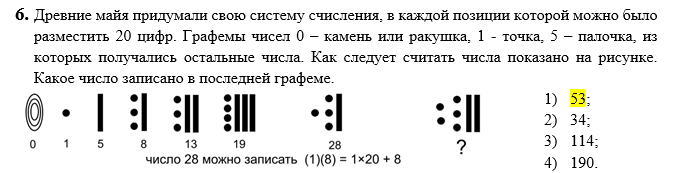 6. Древние майя придумали свою систему счисления, в каждой позиции которой можно было
разместить 20 цифр. Графемы чисел 0 – камень или ракушка, 1 - точка, 5 – палочка, из
которых получались остальные числа. Как следует считать числа показано на рисунке.
Какое число записано в последней графеме.
0 1 5 8 13 19 28 ?
число 28 можно записать (1)(8) = 1×20 + 8
1) 53;
2) 34;
3) 114;
4) 190.